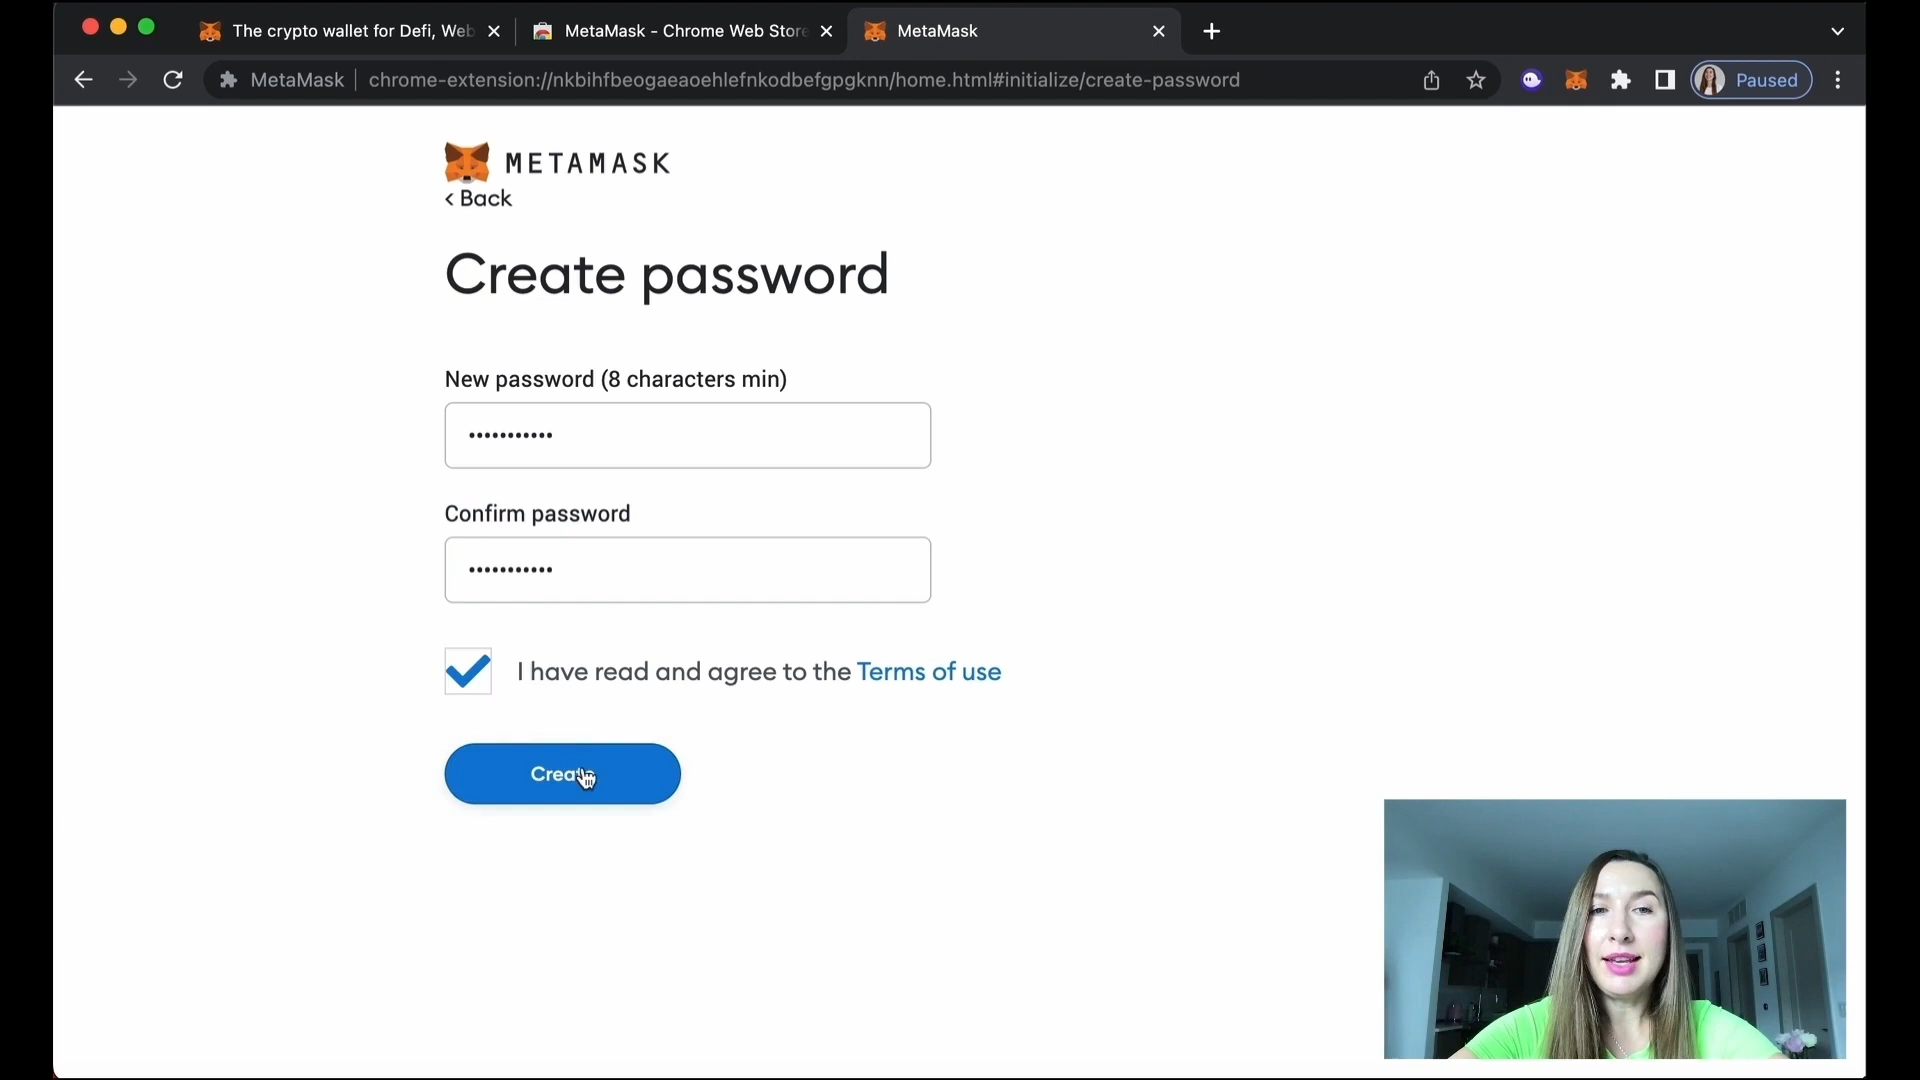 The crypto wallet for Defi, Web
MetaMask - Chrome Web Store
MetaMask
MetaMask
chrome-extension://nkbihfbeogaeaoehlefnkodbefgpgknn/home.html#initialize/create-password
Paused
METAMASK
< Back
Create password
New password (8 characters min)
•••••••••••
Confirm password
•••••••••••
I have read and agree to the Terms of use
Create